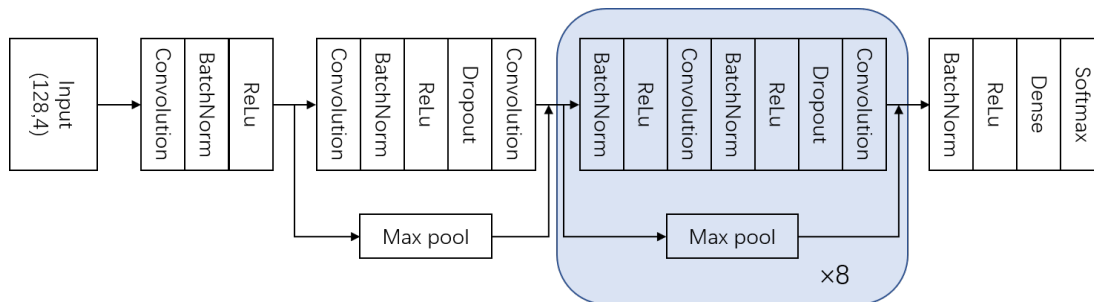 Input
(128,4)
Convolution
BatchNorm
ReLu
Convolution
BatchNorm
ReLu
Dropout
Convolution
Max pool
BatchNorm
ReLu
Convolution
BatchNorm
ReLu
Dropout
Convolution
Max pool
×8
BatchNorm
ReLu
Dense
Softmax